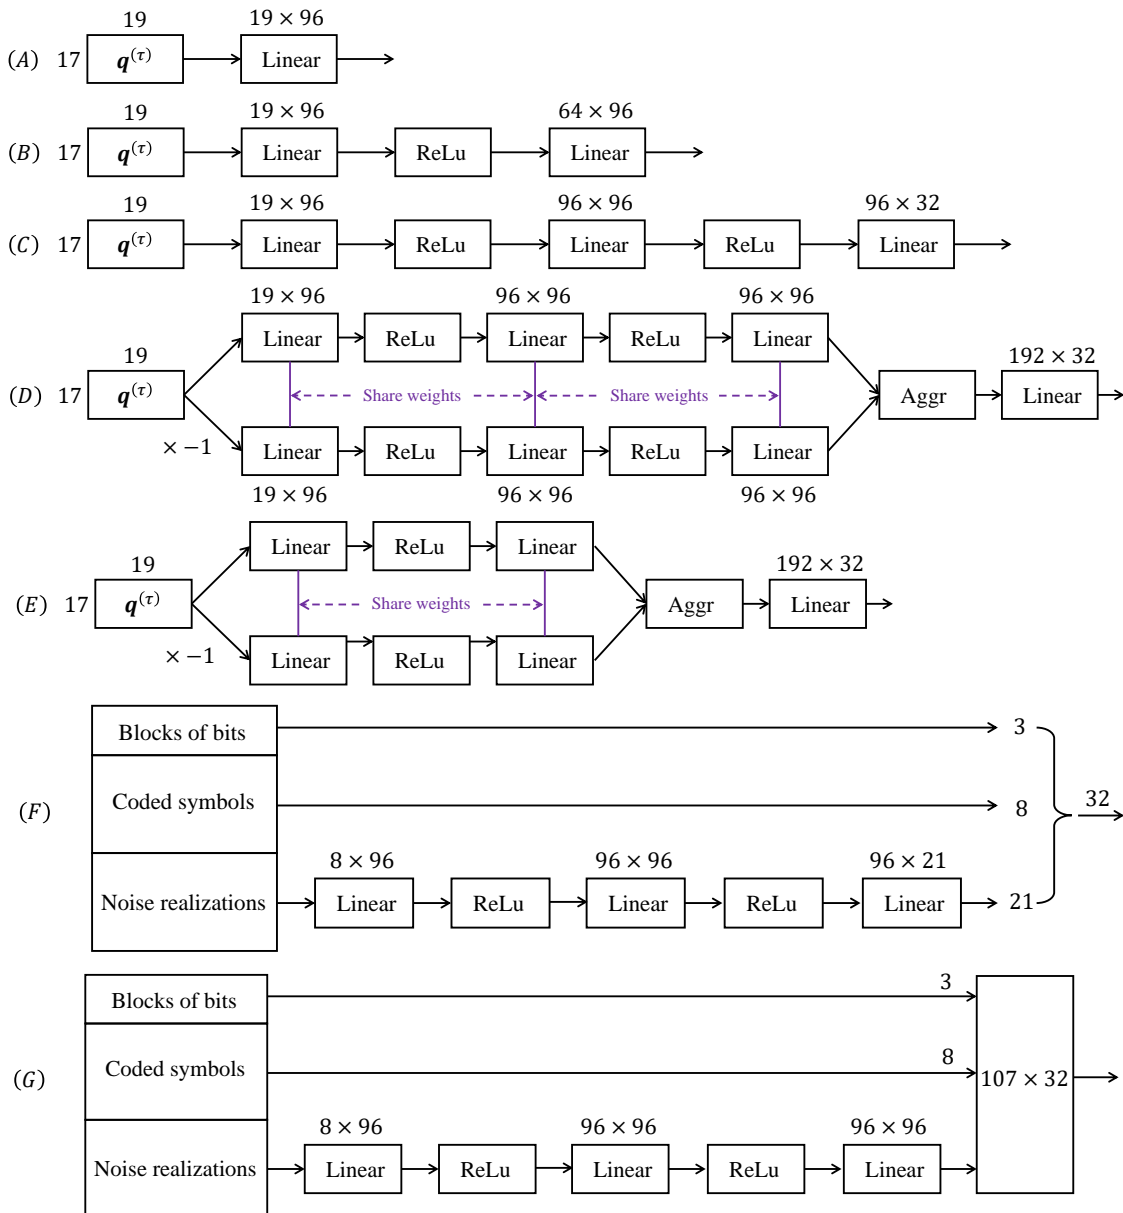 19 19 × 96
(A) 17 q^(τ) Linear
19 19 × 96 64 × 96
(B) 17 q^(τ) Linear ReLu Linear
19 19 × 96 96 × 96 96 × 32
(C) 17 q^(τ) Linear ReLu Linear ReLu Linear
19 × 96 96 × 96 96 × 96
Linear ReLu Linear ReLu Linear
19 192 × 32
(D) 17 q^(τ) Share weights Share weights Aggr Linear
× −1
Linear ReLu Linear ReLu Linear
19 × 96 96 × 96 96 × 96
Linear ReLu Linear
19 192 × 32
(E) 17 q^(τ) Share weights Aggr Linear
× −1
Linear ReLu Linear
Blocks of bits 3
(F) Coded symbols 8 32
8 × 96 96 × 96 96 × 21
Noise realizations Linear ReLu Linear ReLu Linear 21
Blocks of bits 3
(G) Coded symbols 8 107 × 32
8 × 96 96 × 96 96 × 96
Noise realizations Linear ReLu Linear ReLu Linear